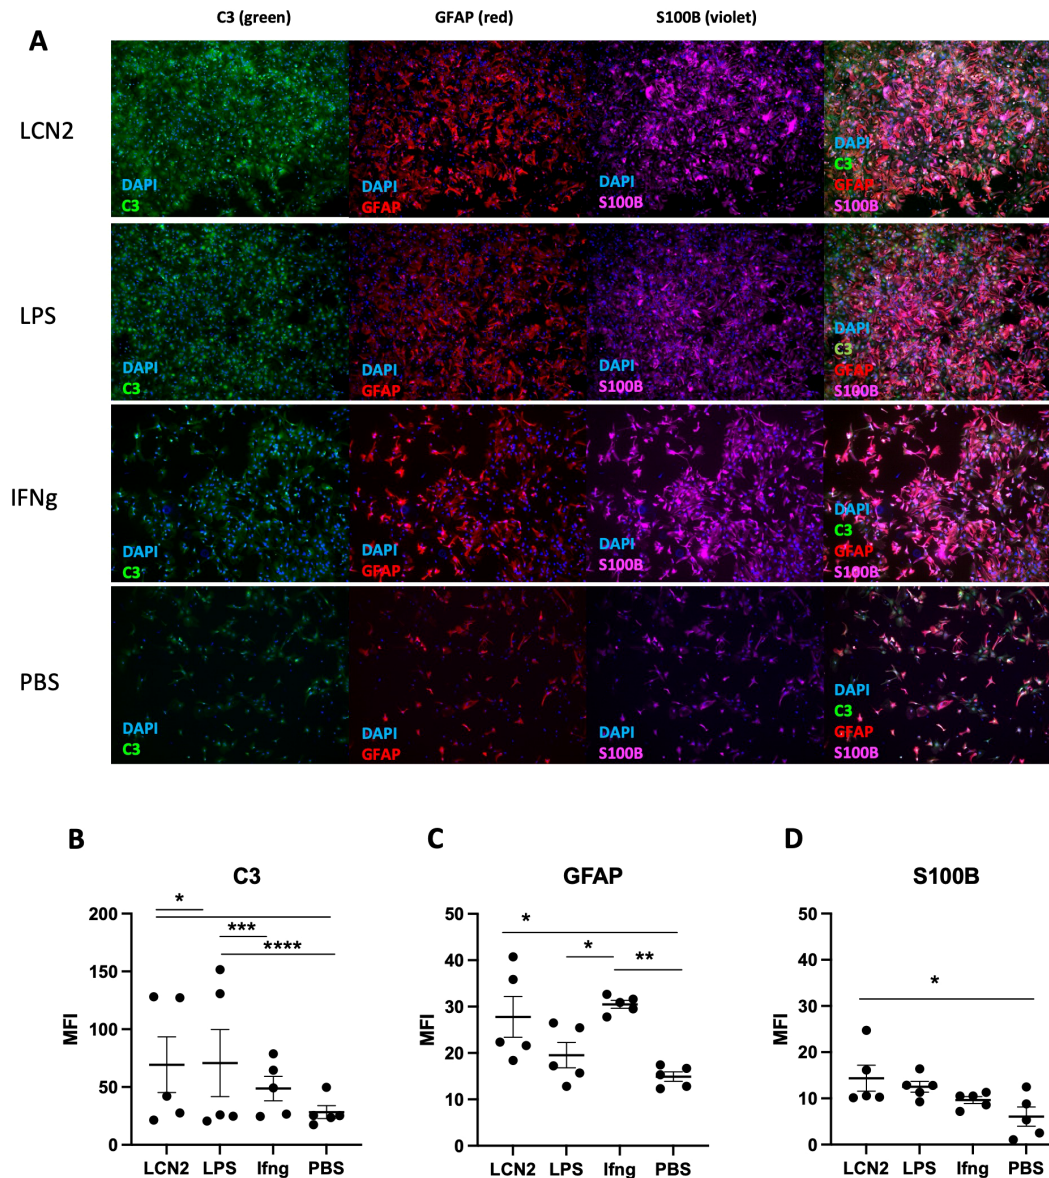 C3 (green) GFAP (red) S100B (violet)
A
LCN2
DAPI
C3
DAPI
GFAP
DAPI
S100B
DAPI
C3
GFAP
S100B
LPS
DAPI
C3
DAPI
GFAP
DAPI
S100B
DAPI
C3
GFAP
S100B
IFNg
DAPI
C3
DAPI
GFAP
DAPI
S100B
DAPI
C3
GFAP
S100B
PBS
DAPI
C3
DAPI
GFAP
DAPI
S100B
DAPI
C3
GFAP
S100B
B
C3
MFI
200
150
100
50
0
*
***
****
LCN2 LPS Ifng PBS
C
GFAP
MFI
50
40
30
20
10
0
*
*
**
LCN2 LPS Ifng PBS
D
S100B
MFI
50
40
30
20
10
0
*
LCN2 LPS Ifng PBS